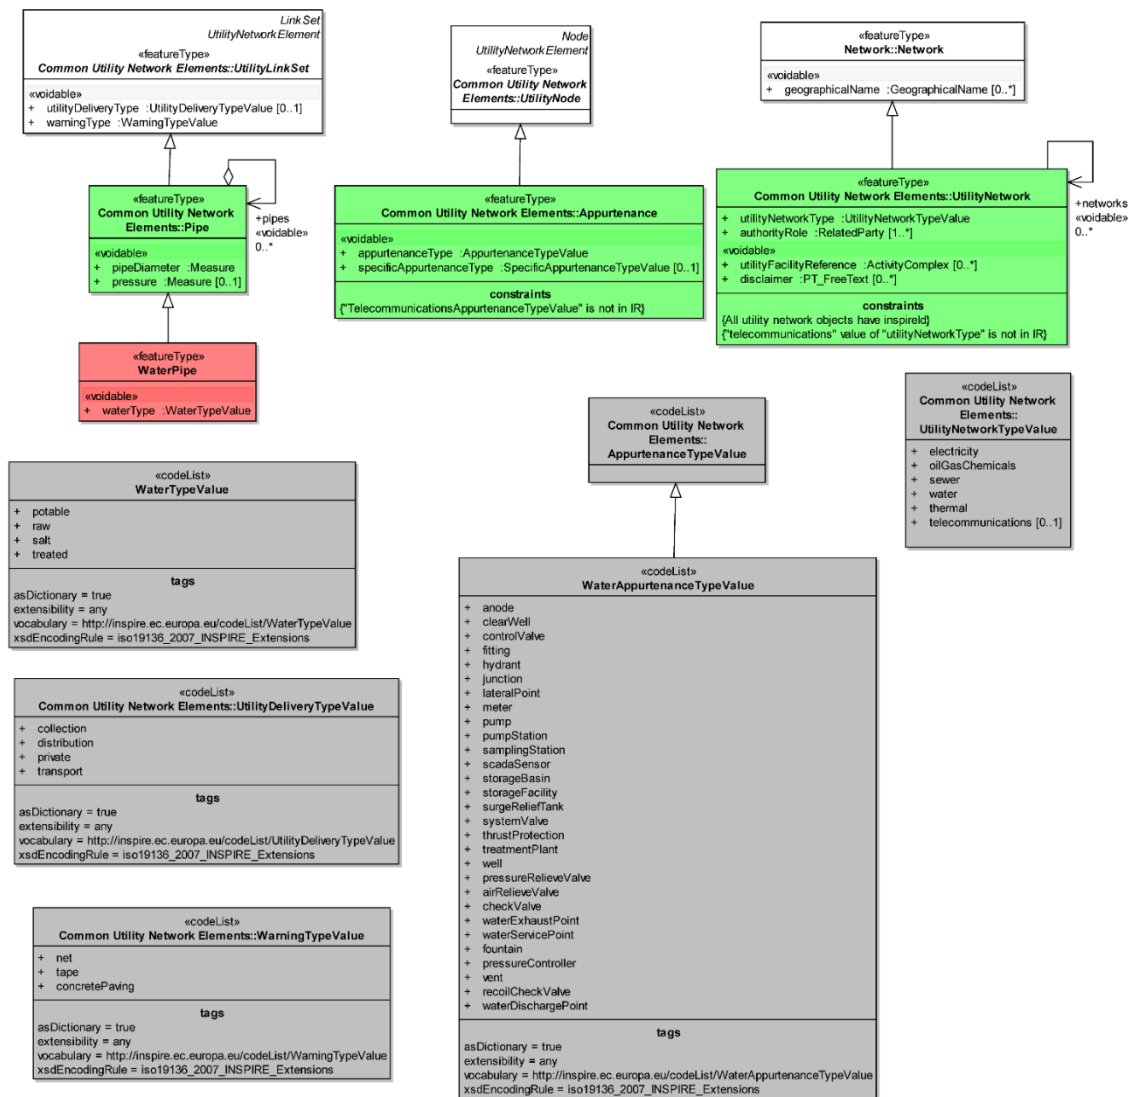 LinkSet
UtilityNetworkElement
«featureType»
Common Utility Network Elements::UtilityLinkSet
«voidable»
+ utilityDeliveryType :UtilityDeliveryTypeValue [0..1]
+ warningType :WarningTypeValue
Node
UtilityNetworkElement
«featureType»
Common Utility Network
Elements::UtilityNode
«featureType»
Network::Network
«voidable»
+ geographicalName :GeographicalName [0..*]
«featureType»
Common Utility Network
Elements::Pipe
«voidable»
+ pipeDiameter :Measure
+ pressure :Measure [0..1]
+pipes
«voidable»
0..*
«featureType»
Common Utility Network Elements::Appurtenance
«voidable»
+ appurtenanceType :AppurtenanceTypeValue
+ specificAppurtenanceType :SpecificAppurtenanceTypeValue [0..1]
constraints
{"TelecommunicationsAppurtenanceTypeValue" is not in IR}
«featureType»
Common Utility Network Elements::UtilityNetwork
+ utilityNetworkType :UtilityNetworkTypeValue
+ authorityRole :RelatedParty [1..*]
«voidable»
+ utilityFacilityReference :ActivityComplex [0..*]
+ disclaimer :PT_FreeText [0..*]
constraints
{All utility network objects have inspireId}
{"telecommunications" value of "utilityNetworkType" is not in IR}
+networks
«voidable»
0..*
«featureType»
WaterPipe
«voidable»
+ waterType :WaterTypeValue
«codeList»
Common Utility Network
Elements::
AppurtenanceTypeValue
«codeList»
Common Utility Network
Elements::
UtilityNetworkTypeValue
+ electricity
+ oilGasChemicals
+ sewer
+ water
+ thermal
+ telecommunications [0..1]
«codeList»
WaterTypeValue
+ potable
+ raw
+ salt
+ treated
tags
asDictionary = true
extensibility = any
vocabulary = http://inspire.ec.europa.eu/codeList/WaterTypeValue
xsdEncodingRule = iso19136_2007_INSPIRE_Extensions
«codeList»
Common Utility Network Elements::UtilityDeliveryTypeValue
+ collection
+ distribution
+ private
+ transport
tags
asDictionary = true
extensibility = any
vocabulary = http://inspire.ec.europa.eu/codeList/UtilityDeliveryTypeValue
xsdEncodingRule = iso19136_2007_INSPIRE_Extensions
«codeList»
Common Utility Network Elements::WarningTypeValue
+ net
+ tape
+ concretePaving
tags
asDictionary = true
extensibility = any
vocabulary = http://inspire.ec.europa.eu/codeList/WarningTypeValue
xsdEncodingRule = iso19136_2007_INSPIRE_Extensions
«codeList»
WaterAppurtenanceTypeValue
+ anode
+ clearWell
+ controlValve
+ fitting
+ hydrant
+ junction
+ lateralPoint
+ meter
+ pump
+ pumpStation
+ samplingStation
+ scadaSensor
+ storageBasin
+ storageFacility
+ surgeReliefTank
+ systemValve
+ thrustProtection
+ treatmentPlant
+ well
+ pressureRelieveValve
+ airRelieveValve
+ checkValve
+ waterExhaustPoint
+ waterServicePoint
+ fountain
+ pressureController
+ vent
+ recoilCheckValve
+ waterDischargePoint
tags
asDictionary = true
extensibility = any
vocabulary = http://inspire.ec.europa.eu/codeList/WaterAppurtenanceTypeValue
xsdEncodingRule = iso19136_2007_INSPIRE_Extensions